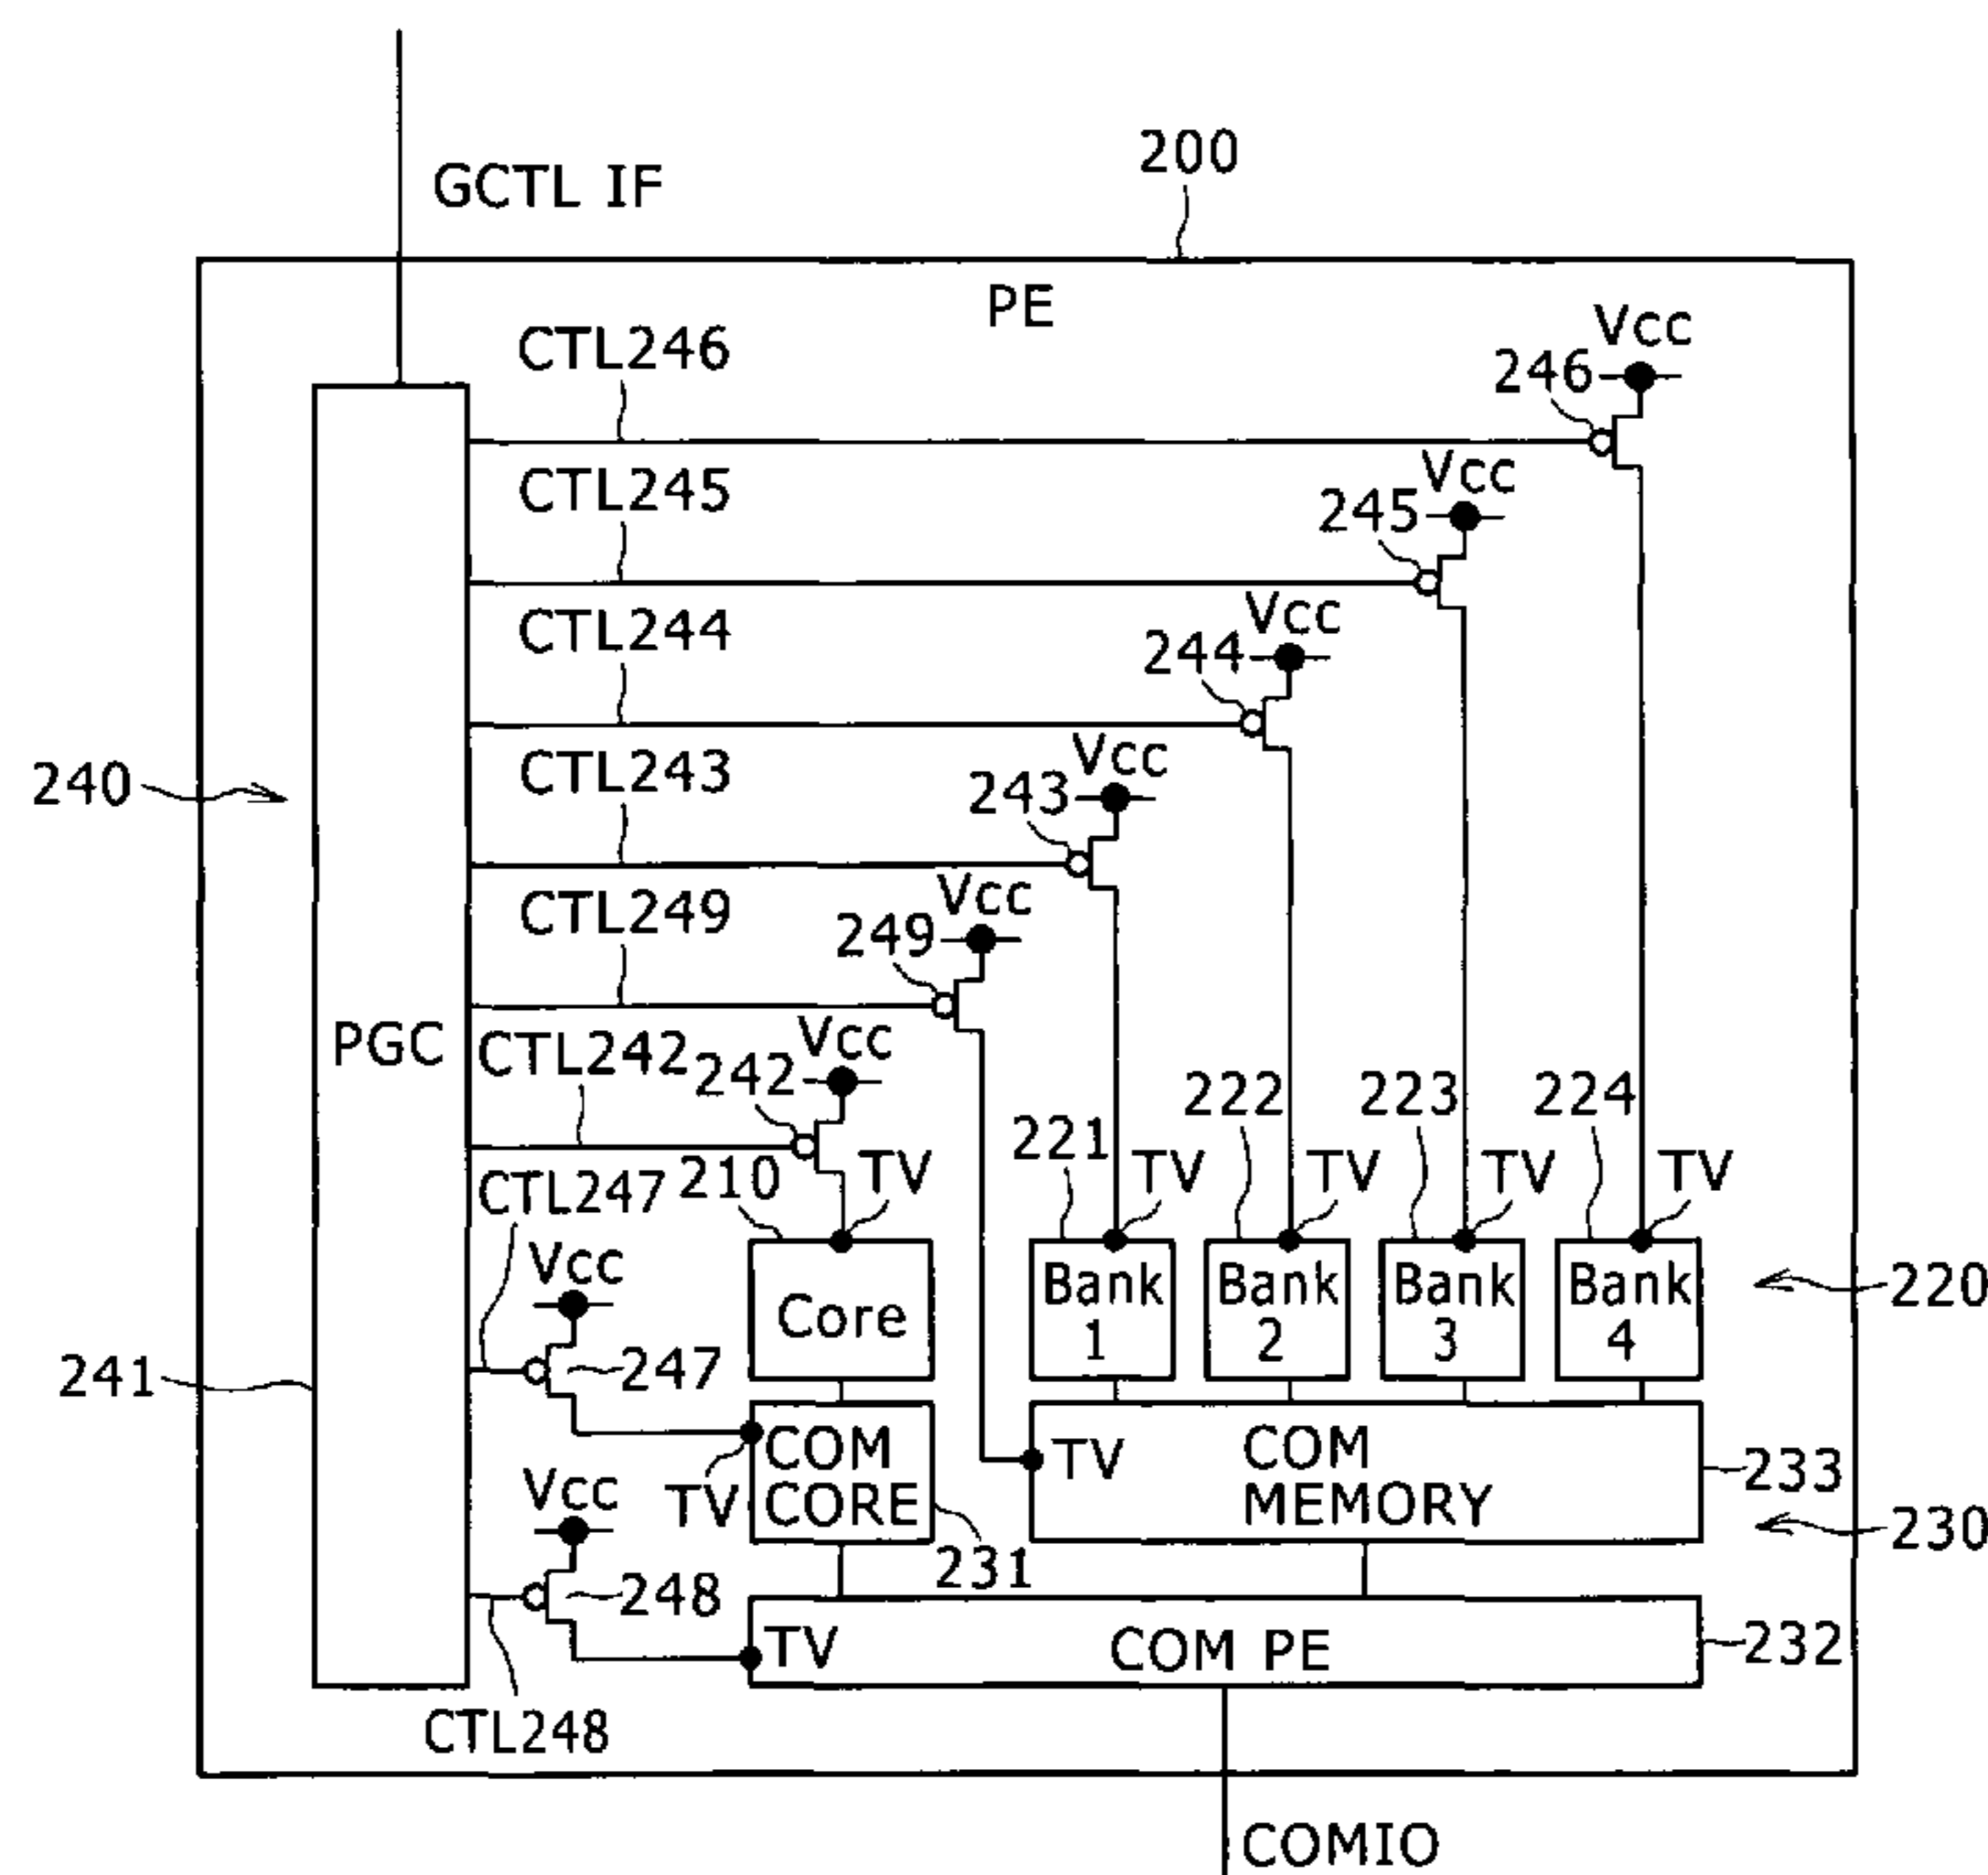 200
GCTL IF
PE
Vcc
CTL246
246
Vcc
CTL245
245
Vcc
CTL244
244
Vcc
CTL243
243
240
Vcc
CTL249
249
Vcc
PGC
CTL242
242
222
223
224
221
CTL247
210
TV
TV
TV
TV
TV
Vcc
Core
Bank
1
Bank
2
Bank
3
Bank
4
220
241
247
COM
CORE
TV
TV
COM
MEMORY
233
Vcc
230
231
248
TV
COM PE
232
CTL248
COMIO